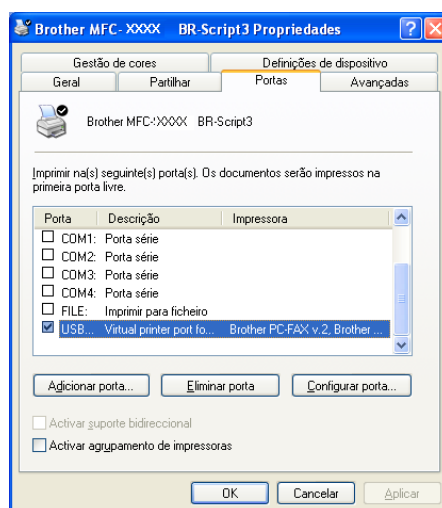 Brother MFC- XXXX BR-Script3 Propriedades
Gestão de cores Definições de dispositivo
Geral Partilhar Portas Avançadas
Brother MFC-XXXX BR-Script3
Imprimir na(s) seguinte(s) porta(s). Os documentos serão impressos na
primeira porta livre.
Porta Descrição Impressora
COM1: Porta série
COM2: Porta série
COM3: Porta série
COM4: Porta série
FILE: Imprimir para ficheiro
USB... Virtual printer port fo... Brother PC-FAX v.2, Brother ...
Adicionar porta... Eliminar porta Configurar porta...
Activar suporte bidireccional
Activar agrupamento de impressoras
OK Cancelar Aplicar